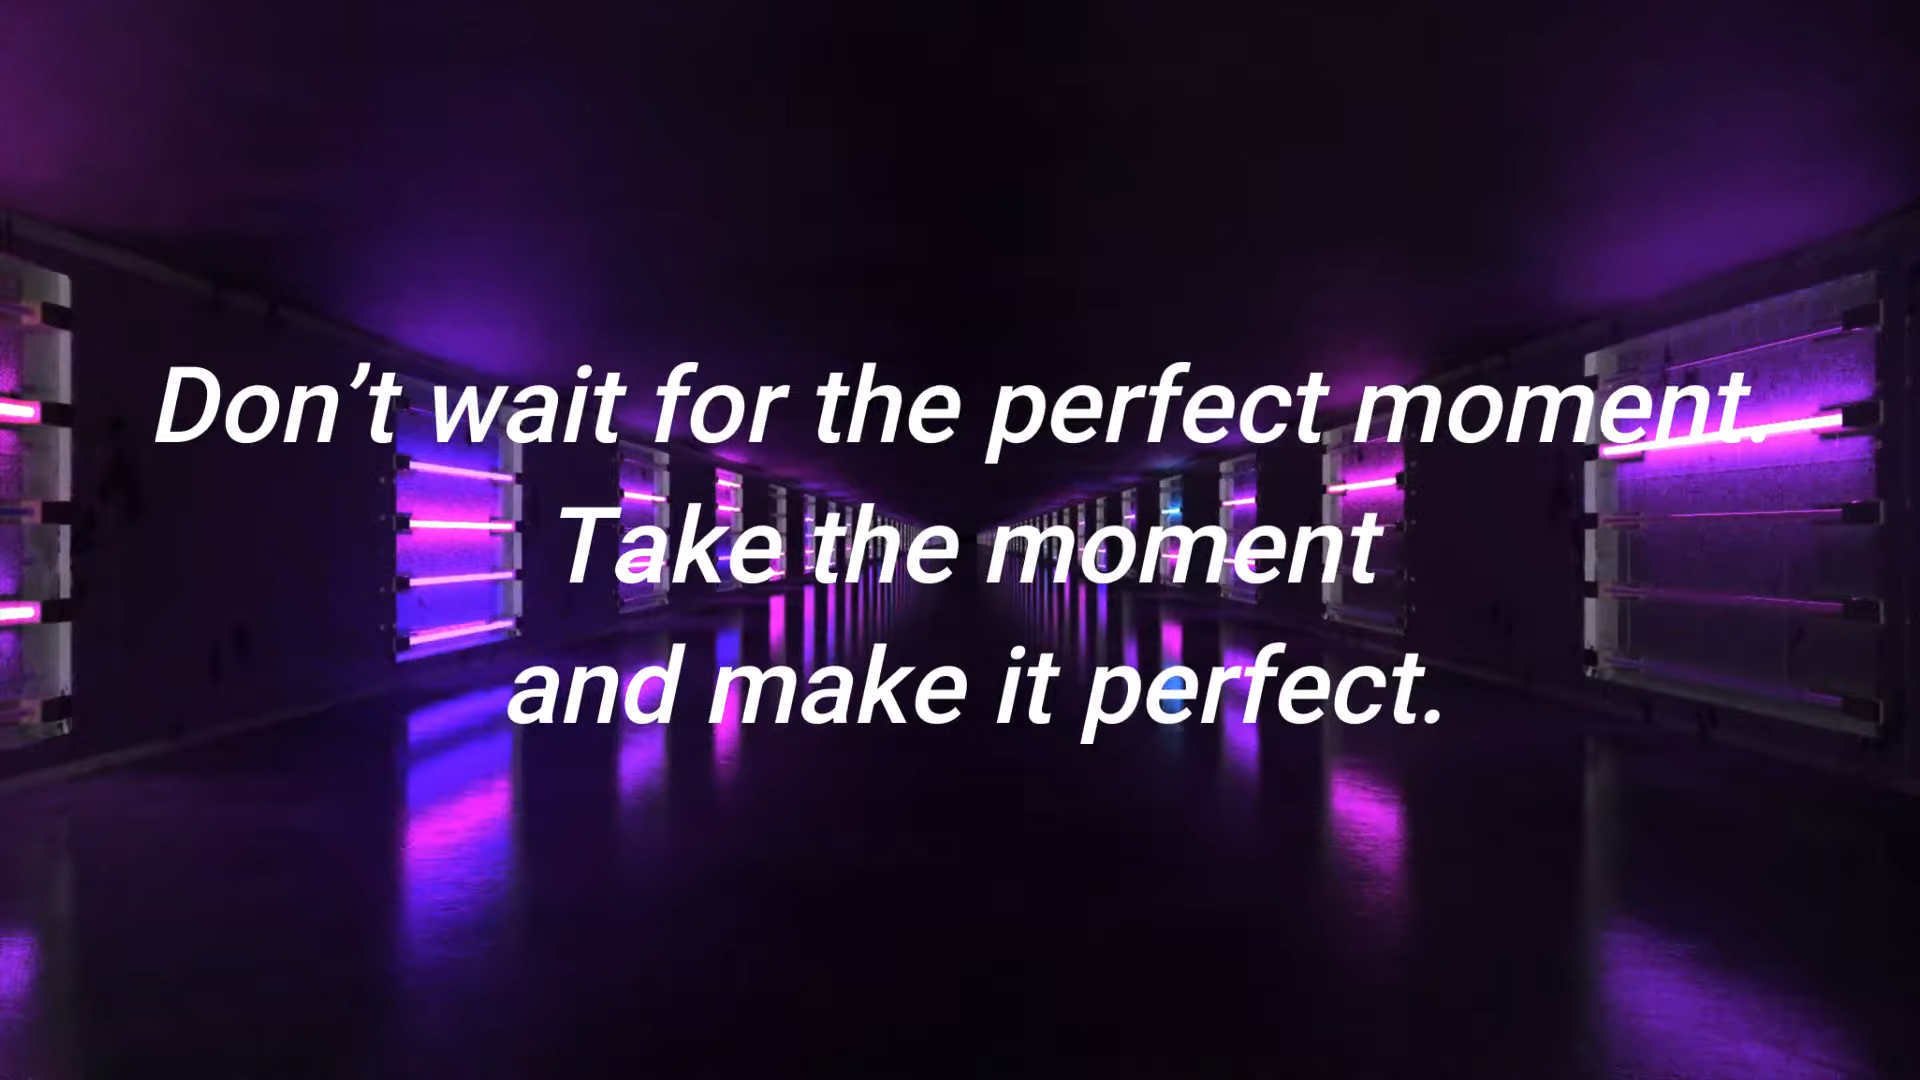 Don’t wait for the perfect moment.
Take the moment
and make it perfect.